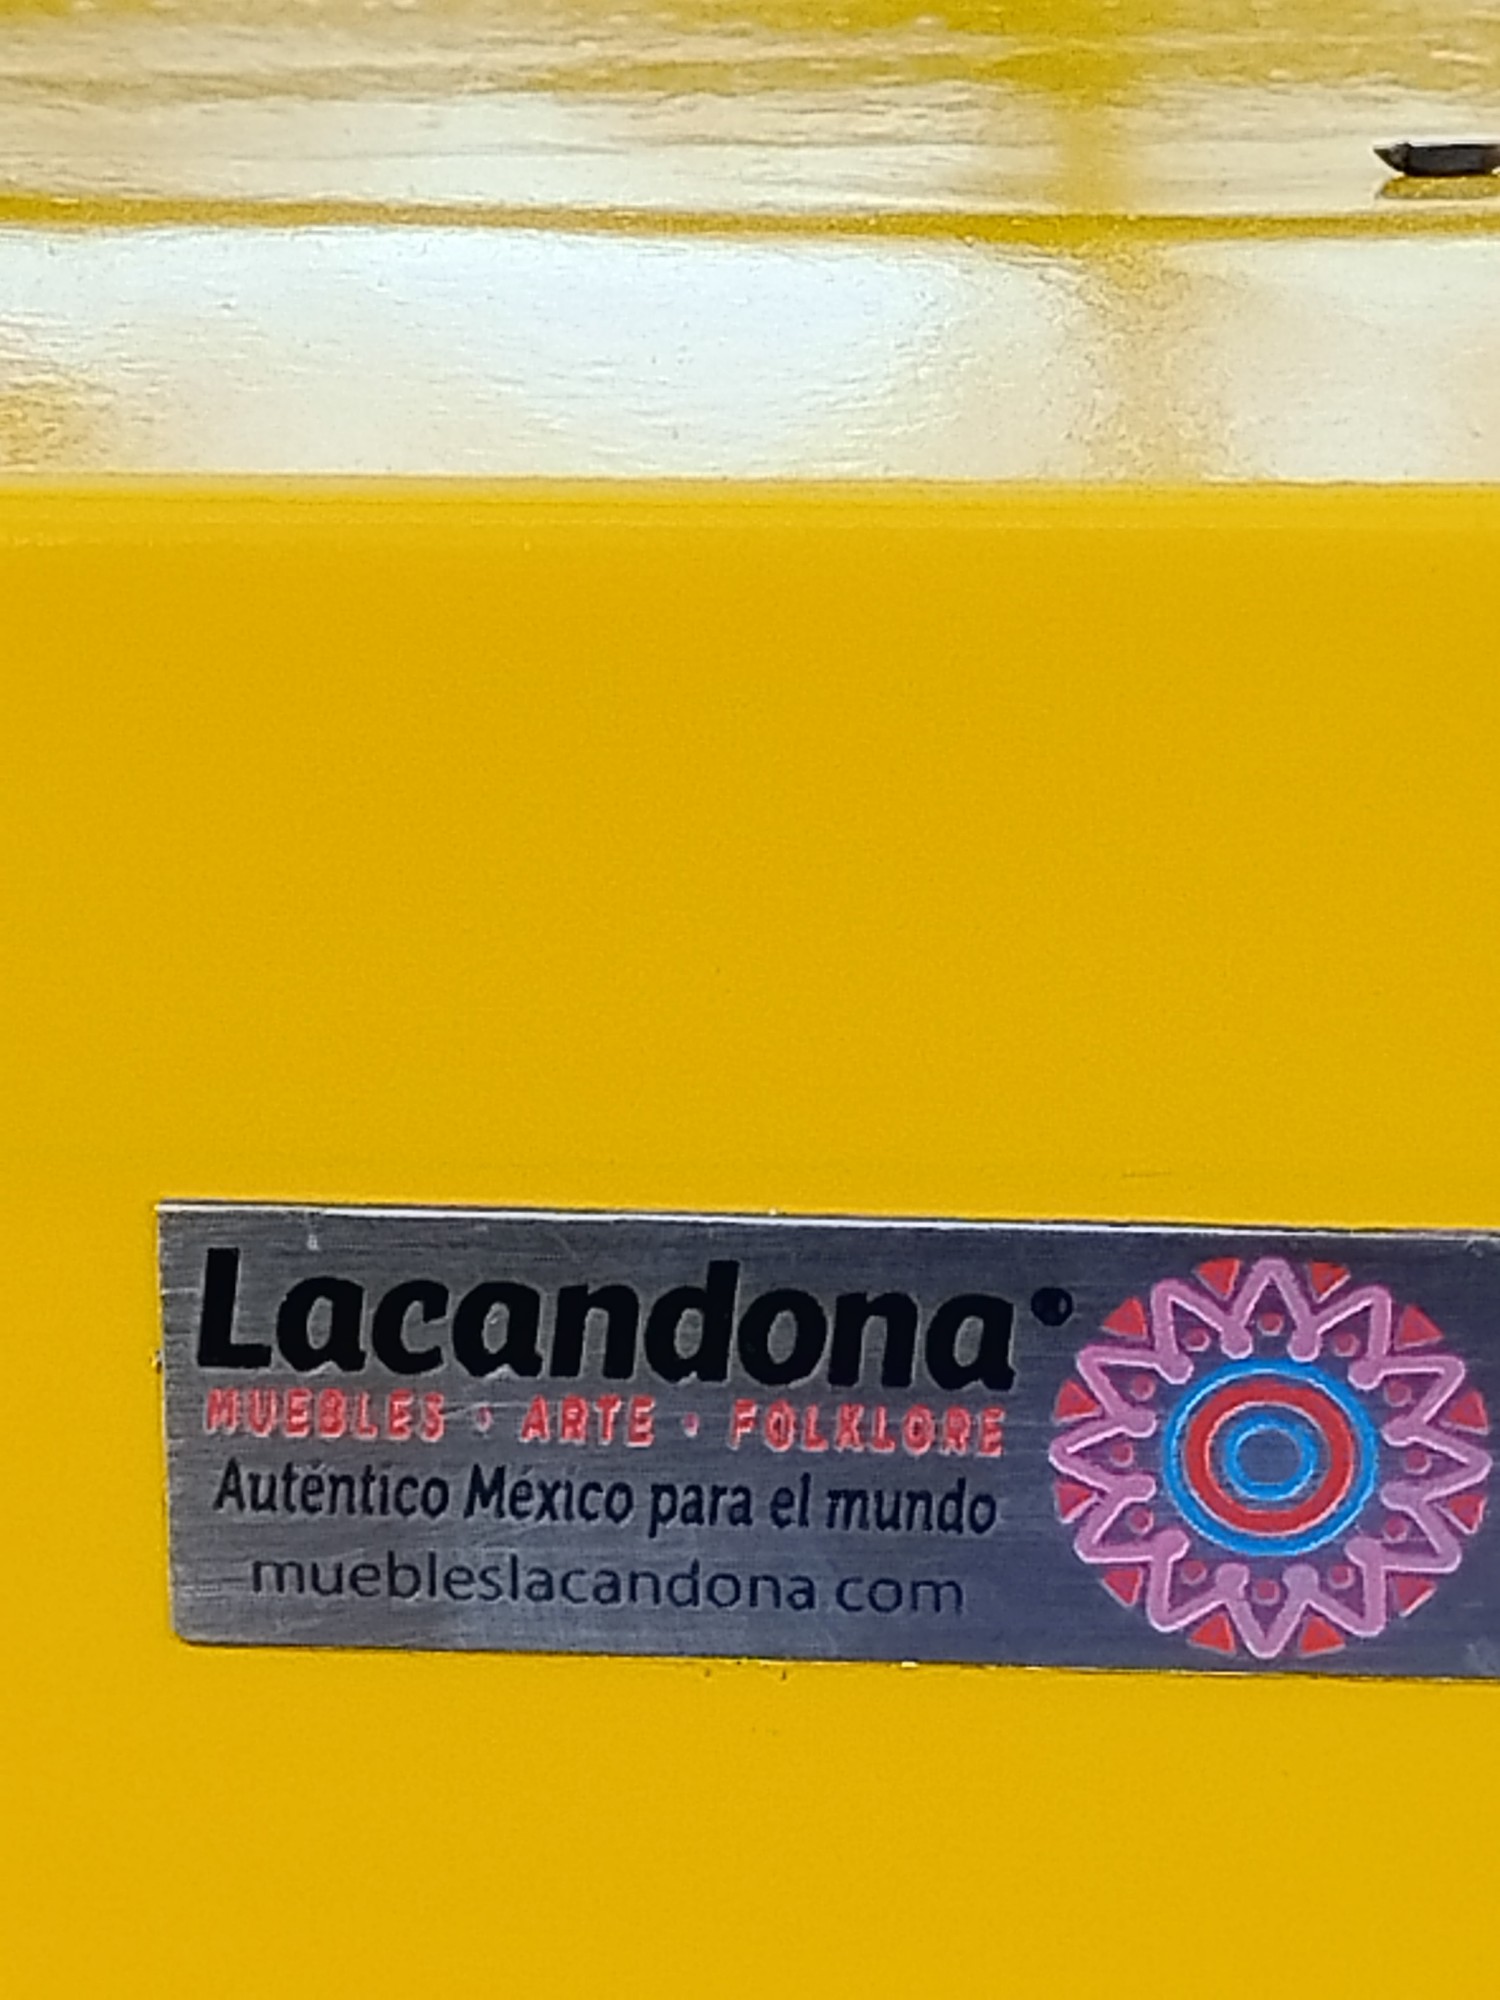 Lacandona®
MUEBLES • ARTE • FOLKLORE
Auténtico México para el mundo
muebleslacandona com